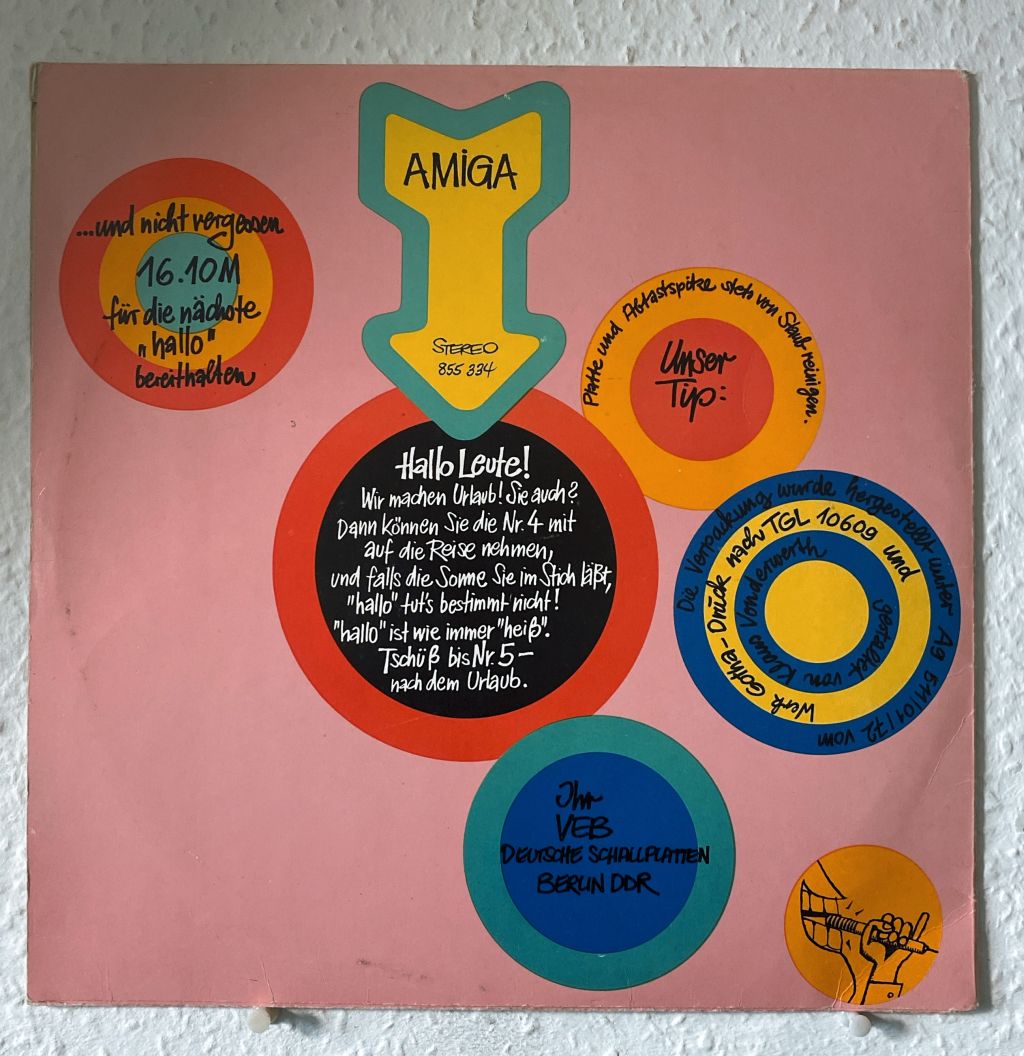 AMiGA
STEREO
855 334
...und nicht vergessen
16.10M
für die nächste
„hallo"
bereithalten
Unser
Tip:
Platte und Abtastspitze stets von Staub reinigen.
Hallo Leute!
Wir machen Urlaub! Sie auch?
Dann können Sie die Nr. 4 mit
auf die Reise nehmen,
und falls die Sonne Sie im Stich läßt,
"hallo" tut's bestimmt nicht!
"hallo" ist wie immer "heiß".
Tschüß bis Nr. 5 –
nach dem Urlaub.
Die Verpackung wurde hergestellt unter Ag 511/01/72 vom
Werk Gotha-Druck nach TGL 10609 und
gestaltet von Klaus Vonderwerth
Ihr
VEB
DEUTSCHE SCHALLPLATTEN
BERLIN DDR